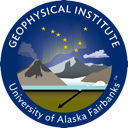 GEOPHYSICAL INSTITUTE
University of Alaska Fairbanks